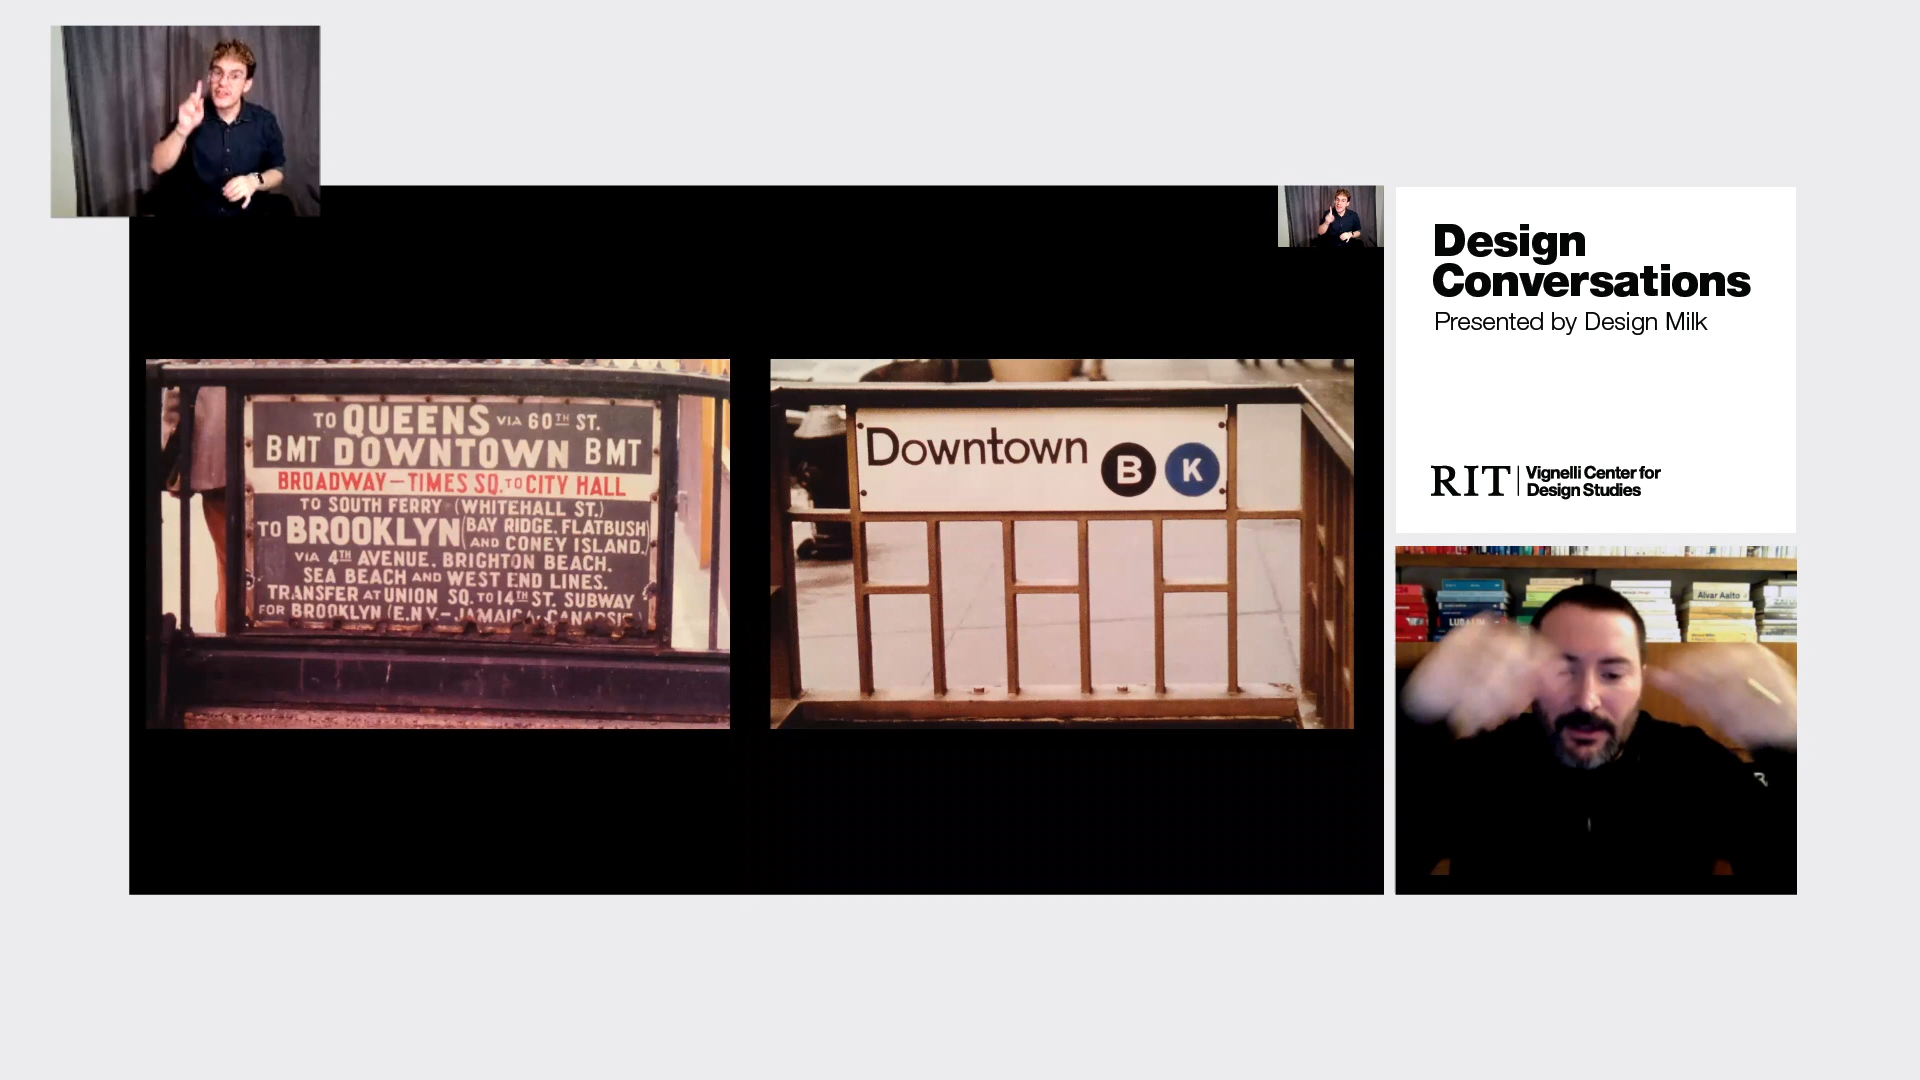 TO QUEENS VIA 60TH ST.
BMT DOWNTOWN BMT
BROADWAY—TIMES SQ. TO CITY HALL
TO SOUTH FERRY (WHITEHALL ST.)
TO BROOKLYN (BAY RIDGE, FLATBUSH
AND CONEY ISLAND.)
VIA 4TH AVENUE, BRIGHTON BEACH,
SEA BEACH AND WEST END LINES.
TRANSFER AT UNION SQ. TO 14TH ST. SUBWAY
FOR BROOKLYN (E.N.Y.—JAMAICA, CANARSIE)
Downtown B K
Design
Conversations
Presented by Design Milk
RIT | Vignelli Center for
Design Studies
Alvar Aalto